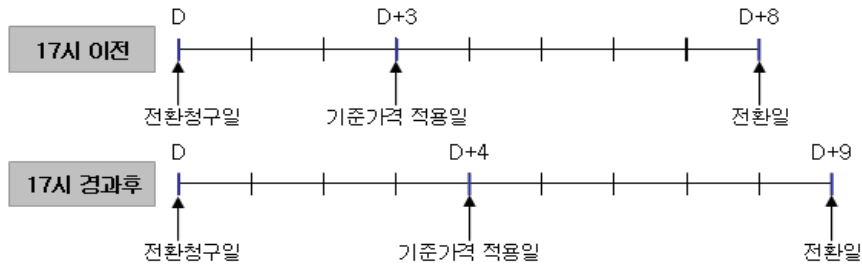 D D+3 D+8
17시 이전
전환청구일 기준가격 적용일 전환일
D D+4 D+9
17시 경과후
전환청구일 기준가격 적용일 전환일